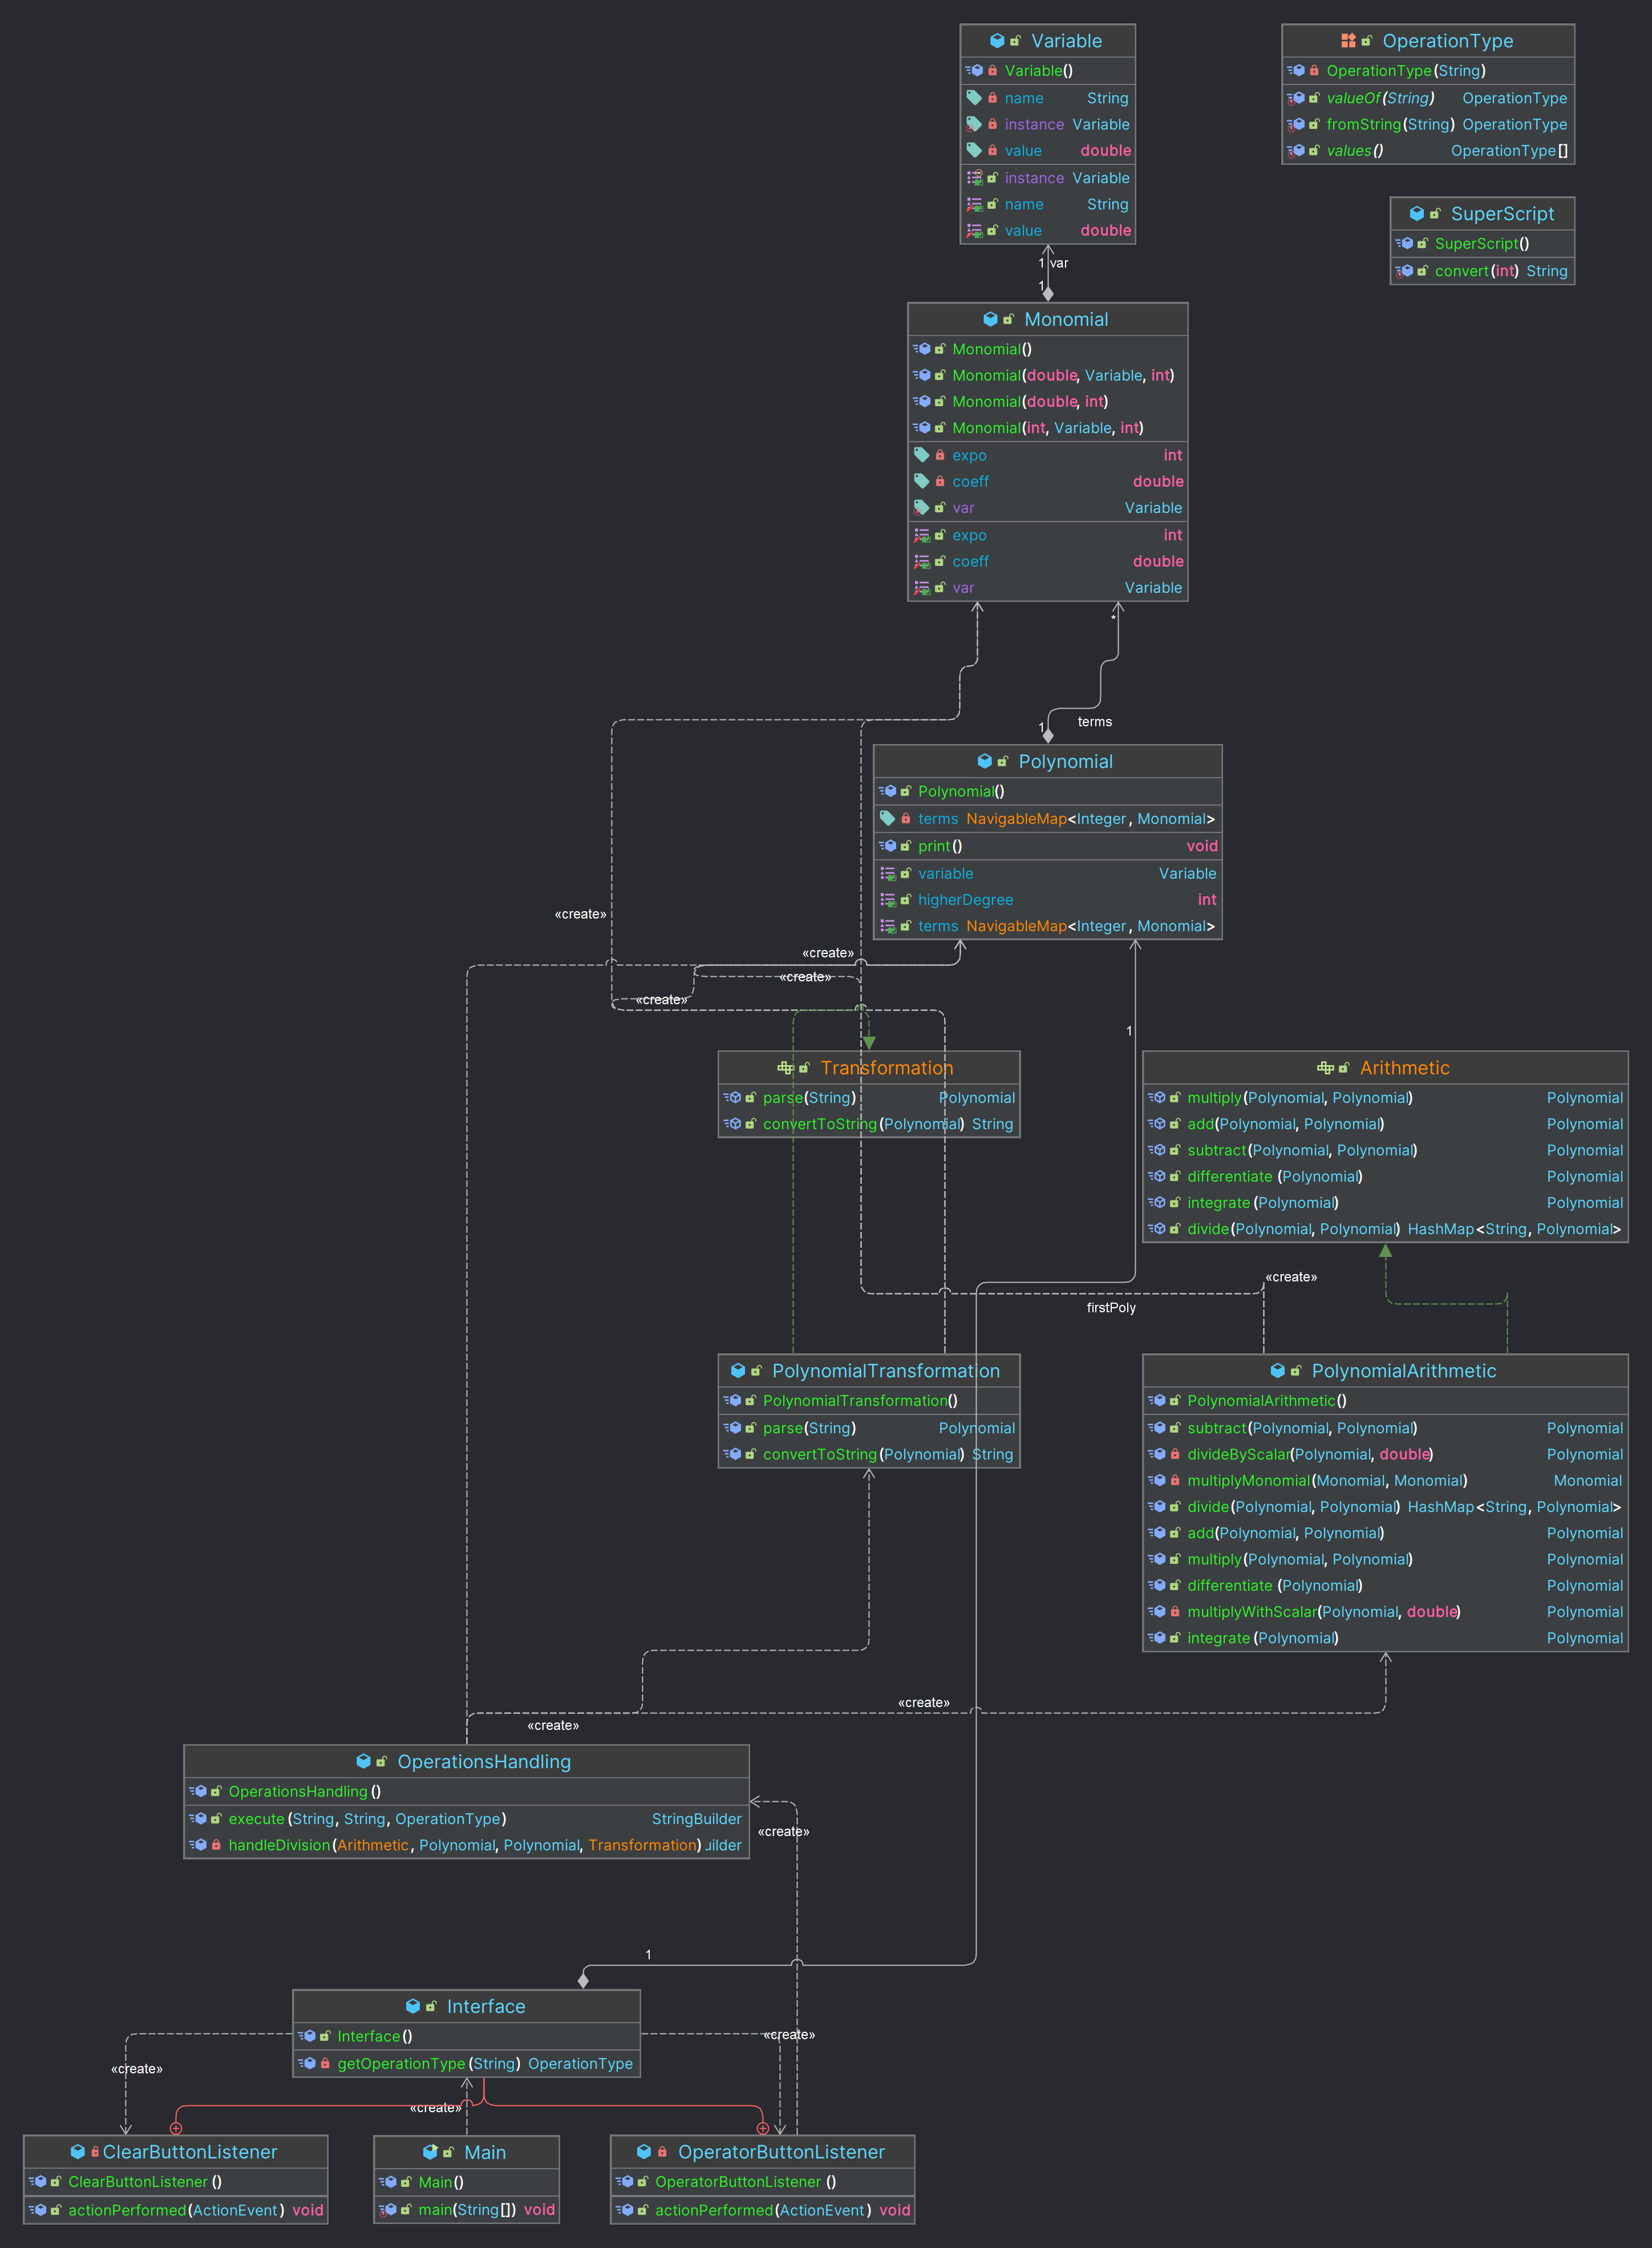 Variable
Variable()
name String
instance Variable
value double
instance Variable
name String
value double
OperationType
OperationType(String)
valueOf(String) OperationType
fromString(String) OperationType
values() OperationType[]
SuperScript
SuperScript()
convert(int) String
1 var
1
Monomial
Monomial()
Monomial(double, Variable, int)
Monomial(double, int)
Monomial(int, Variable, int)
expo int
coeff double
var Variable
expo int
coeff double
var Variable
*
1 terms
Polynomial
Polynomial()
terms NavigableMap<Integer, Monomial>
print() void
variable Variable
higherDegree int
terms NavigableMap<Integer, Monomial>
«create»
«create»
«create»
«create»
1
Transformation
parse(String) Polynomial
convertToString(Polynomial) String
Arithmetic
multiply(Polynomial, Polynomial) Polynomial
add(Polynomial, Polynomial) Polynomial
subtract(Polynomial, Polynomial) Polynomial
differentiate (Polynomial) Polynomial
integrate (Polynomial) Polynomial
divide(Polynomial, Polynomial) HashMap<String, Polynomial>
«create»
firstPoly
PolynomialTransformation
PolynomialTransformation()
parse(String) Polynomial
convertToString(Polynomial) String
PolynomialArithmetic
PolynomialArithmetic()
subtract(Polynomial, Polynomial) Polynomial
divideByScalar(Polynomial, double) Polynomial
multiplyMonomial(Monomial, Monomial) Monomial
divide(Polynomial, Polynomial) HashMap<String, Polynomial>
add(Polynomial, Polynomial) Polynomial
multiply(Polynomial, Polynomial) Polynomial
differentiate (Polynomial) Polynomial
multiplyWithScalar(Polynomial, double) Polynomial
integrate (Polynomial) Polynomial
«create»
«create»
OperationsHandling
OperationsHandling()
execute(String, String, OperationType) StringBuilder
handleDivision(Arithmetic, Polynomial, Polynomial, Transformation) uilder
«create»
1
Interface
Interface()
getOperationType(String) OperationType
«create»
«create»
«create»
ClearButtonListener
ClearButtonListener ()
actionPerformed(ActionEvent) void
Main
Main()
main(String[]) void
OperatorButtonListener
OperatorButtonListener ()
actionPerformed(ActionEvent) void